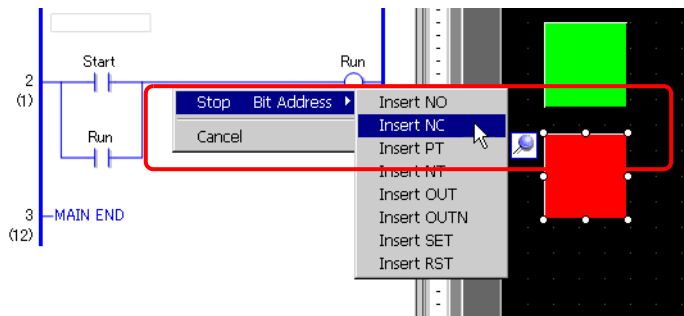 Start
Run
2
(1)
Stop Bit Address
Insert NO
Insert NC
Cancel
Run
Insert PT
Insert NT
Insert OUT
3
MAIN END
Insert OUTN
(12)
Insert SET
Insert RST